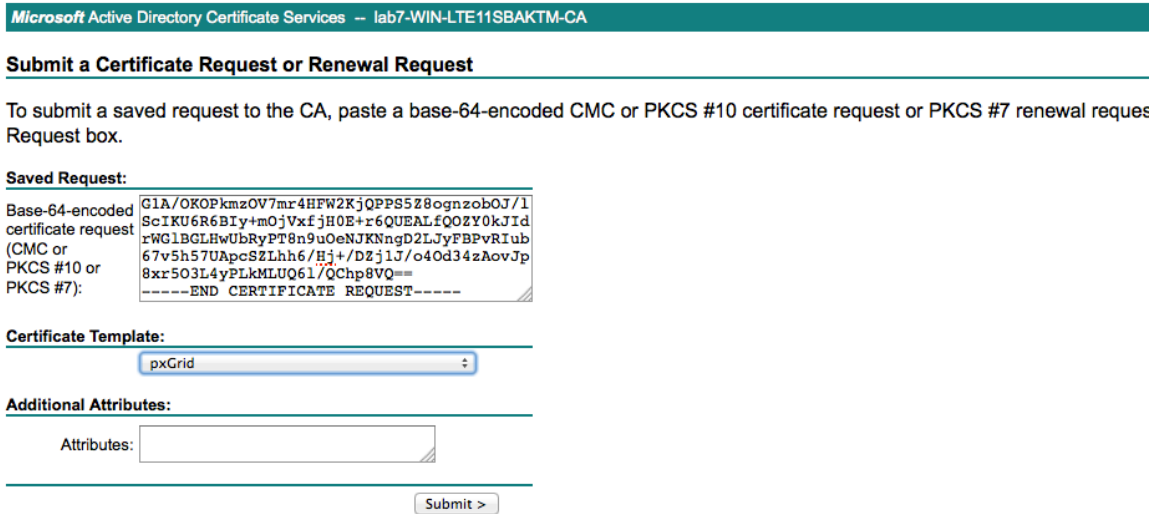 Microsoft Active Directory Certificate Services -- lab7-WIN-LTE11SBAKTM-CA
Submit a Certificate Request or Renewal Request
To submit a saved request to the CA, paste a base-64-encoded CMC or PKCS #10 certificate request or PKCS #7 renewal reques
Request box.
Saved Request:
Base-64-encoded
certificate request
(CMC or
PKCS #10 or
PKCS #7):
G1A/OKOPkmzOV7mr4HFW2KjQPPS5Z8ognzobOJ/l
ScIKU6R6BIy+mOjVxfjH0E+r6QUEALfQOZY0kJId
rWGlBGLHwUbRyPT8n9uOeNJKNngD2LJyFBPvRIub
67v5h57UApcSZLhh6/Hj+/DZj1J/o4Od34zAovJp
8xr5O3L4yPLkMLUQ6l/QChp8VQ==
-----END CERTIFICATE REQUEST-----
Certificate Template:
pxGrid
Additional Attributes:
Attributes:
Submit >